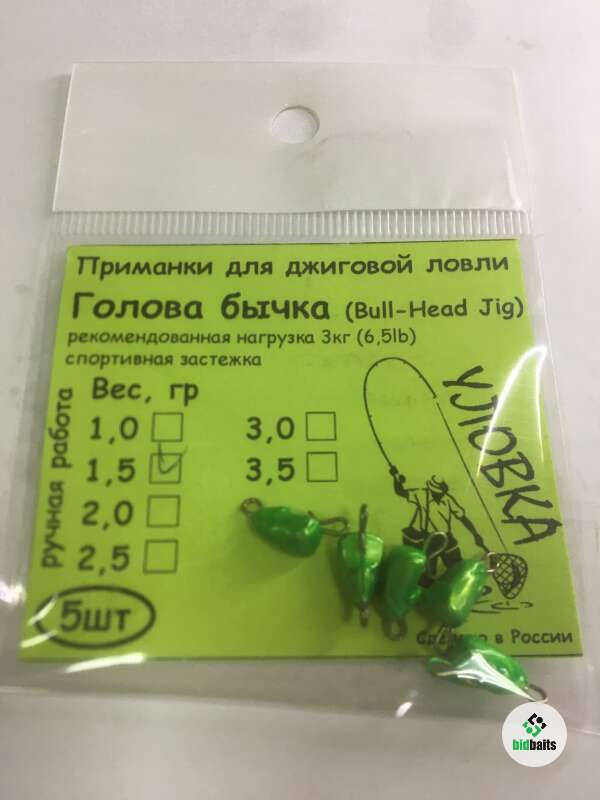 Приманки для джиговой ловли
Голова бычка (Bull-Head Jig)
рекомендованная нагрузка 3кг (6,5lb)
спортивная застежка
ручная работа
Вес, гр
1,0
1,5
2,0
2,5
3,0
3,5
УЛОВКА
5шт
Сделано в России
bidbaits